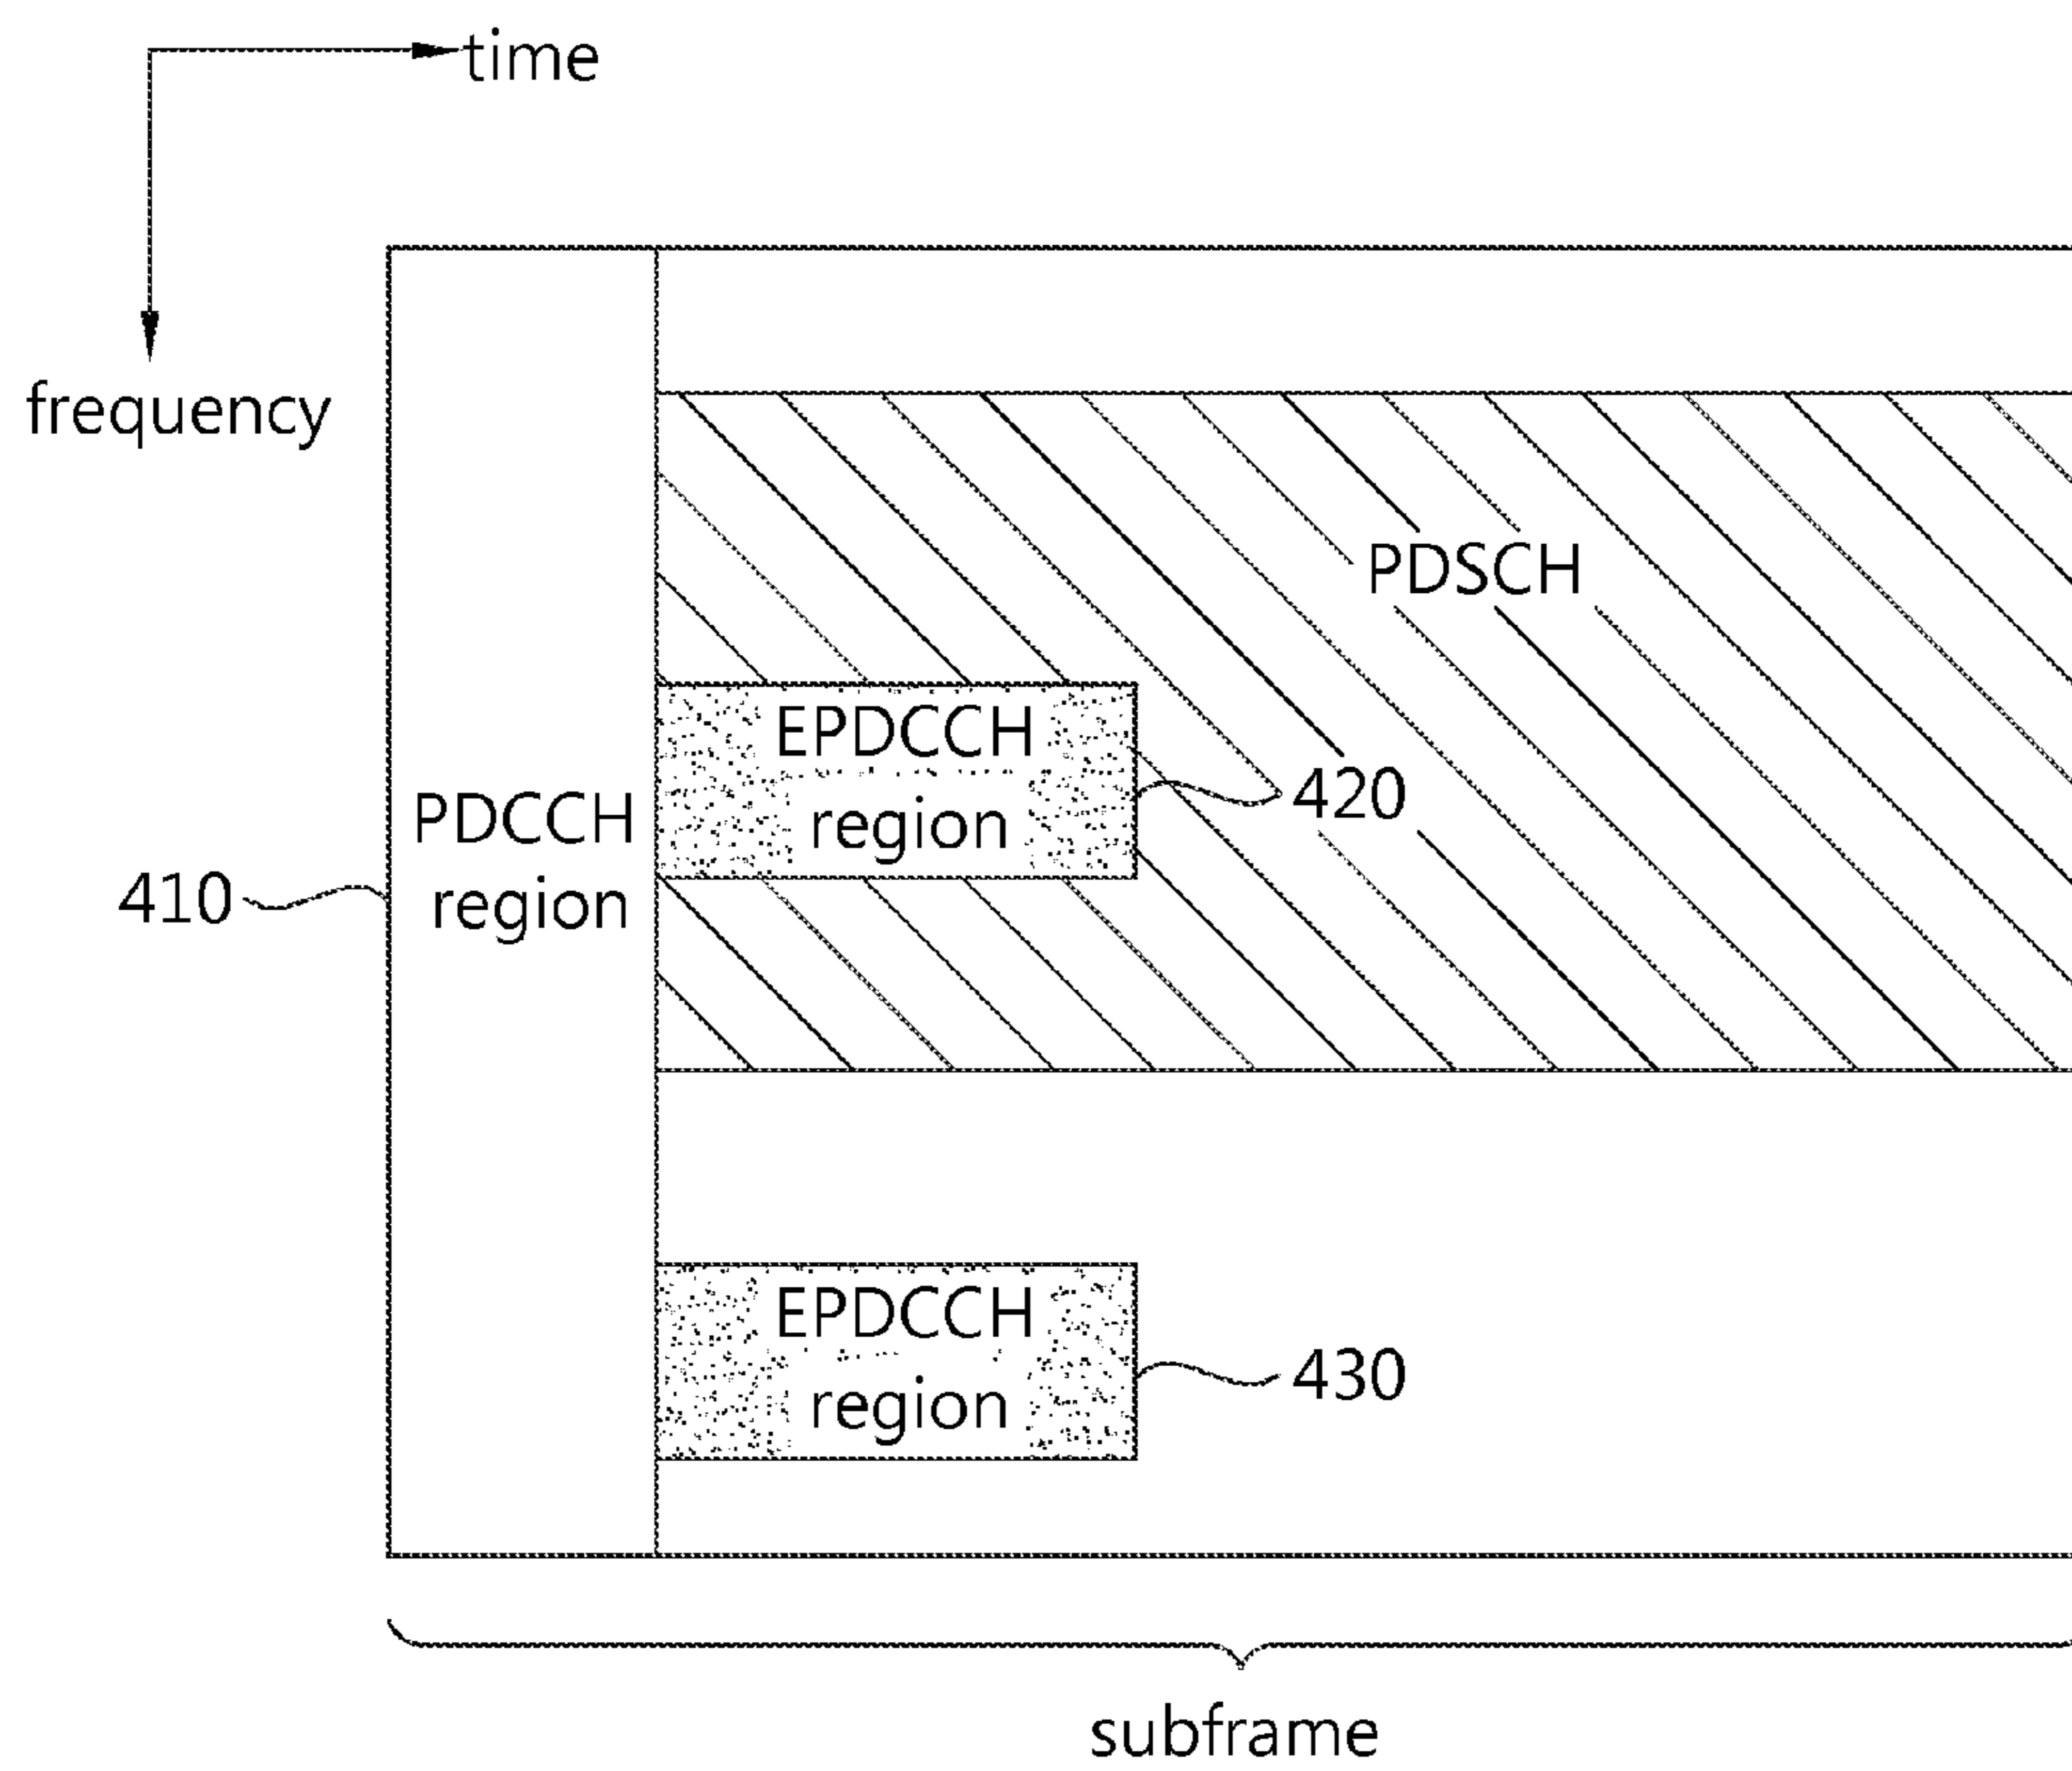 time
frequency
PDSCH
EPDCCH
region
420
PDCCH
region
410
EPDCCH
region
430
subframe